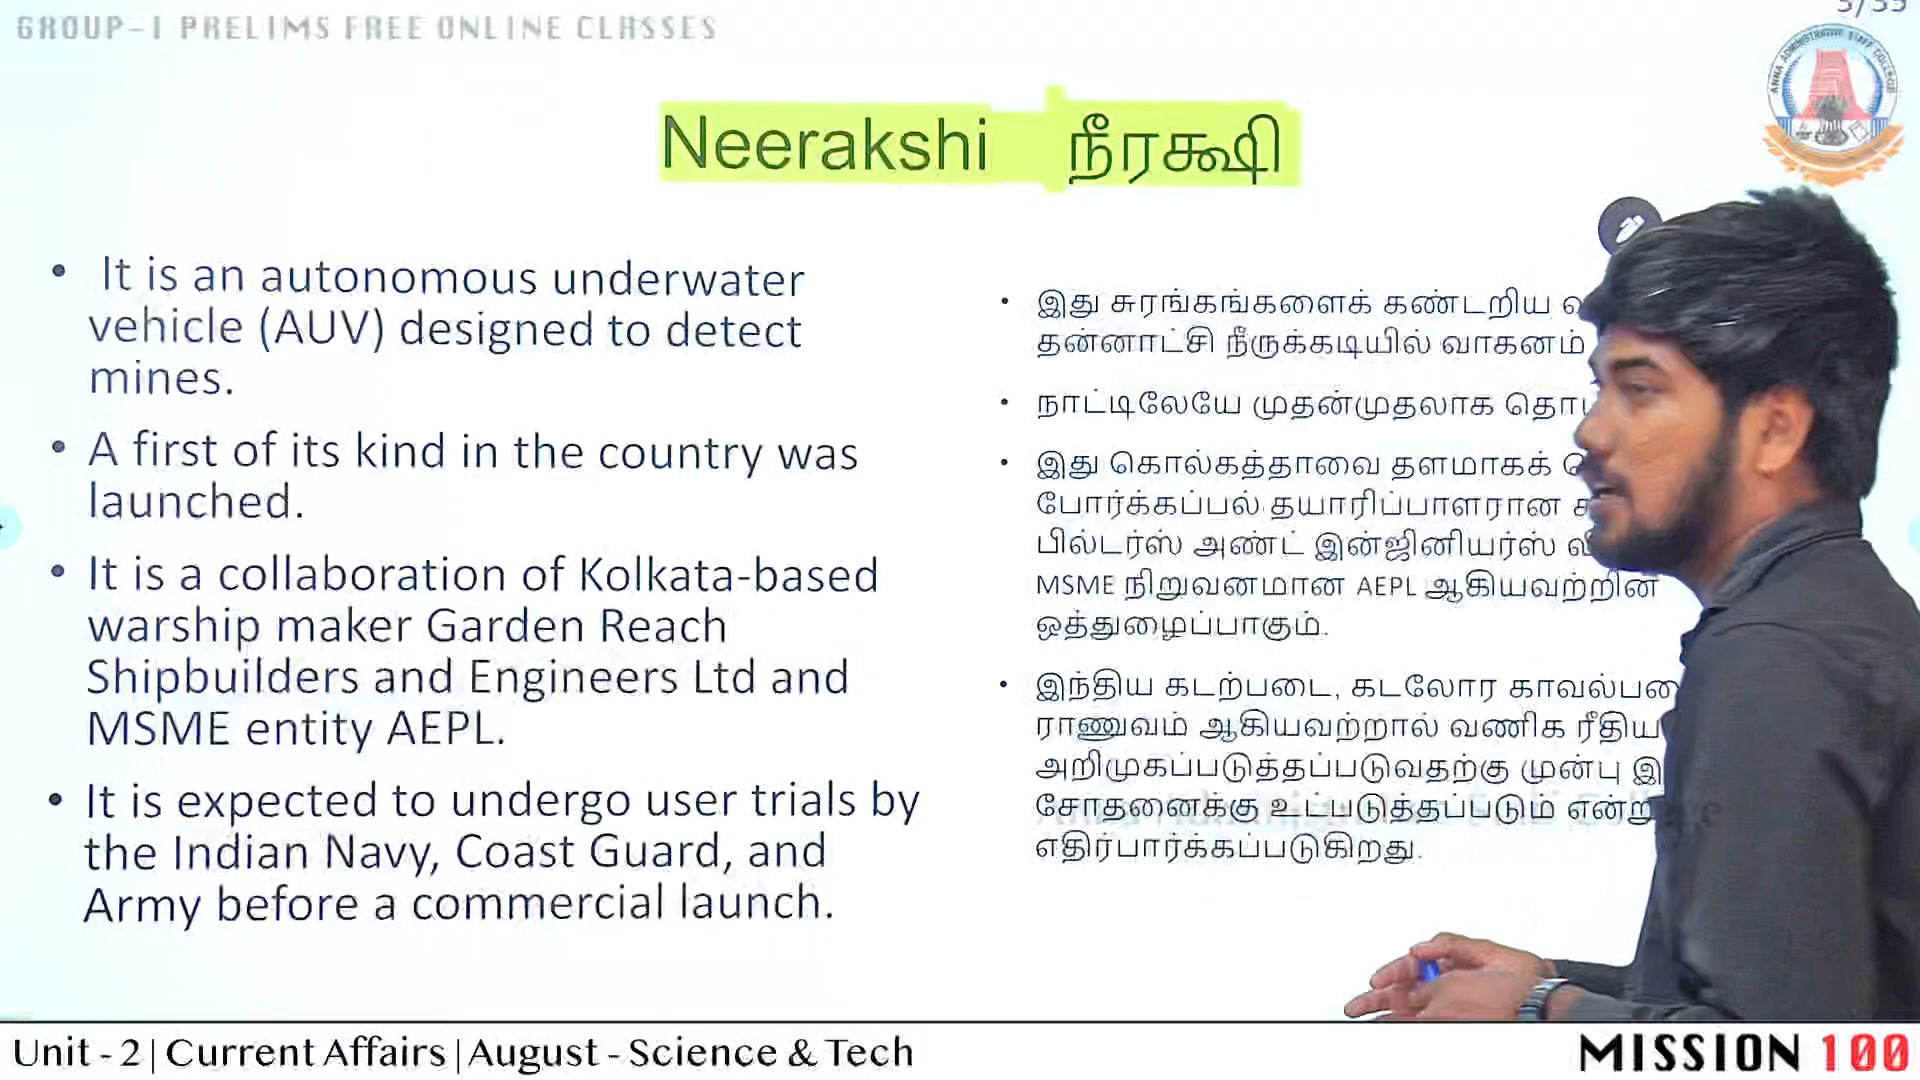 GROUP-I PRELIMS FREE ONLINE CLASSES
Neerakshi நீரக்ஷி
• It is an autonomous underwater
vehicle (AUV) designed to detect
mines.
• A first of its kind in the country was
launched.
• It is a collaboration of Kolkata-based
warship maker Garden Reach
Shipbuilders and Engineers Ltd and
MSME entity AEPL.
• It is expected to undergo user trials by
the Indian Navy, Coast Guard, and
Army before a commercial launch.
• இது சுரங்கங்களைக் கண்டறிய
தன்னாட்சி நீருக்கடியில் வாகனம்
• நாட்டிலேயே முதன்முதலாக
• இது கொல்கத்தாவை தளமாகக்
போர்க்கப்பல் தயாரிப்பாளரான
பில்டர்ஸ் அண்ட் இன்ஜினியர்ஸ்
MSME நிறுவனமான AEPL ஆகியவற்றின்
ஒத்துழைப்பாகும்.
• இந்திய கடற்படை, கடலோர
ராணுவம் ஆகியவற்றால் வணிக
அறிமுகப்படுத்தப்படுவதற்கு முன்பு
சோதனைக்கு உட்படுத்தப்படும்
எதிர்பார்க்கப்படுகிறது.
ANNA ADMINISTRATIVE STAFF COLLEGE
Unit - 2 | Current Affairs | August - Science & Tech
MISSION 100